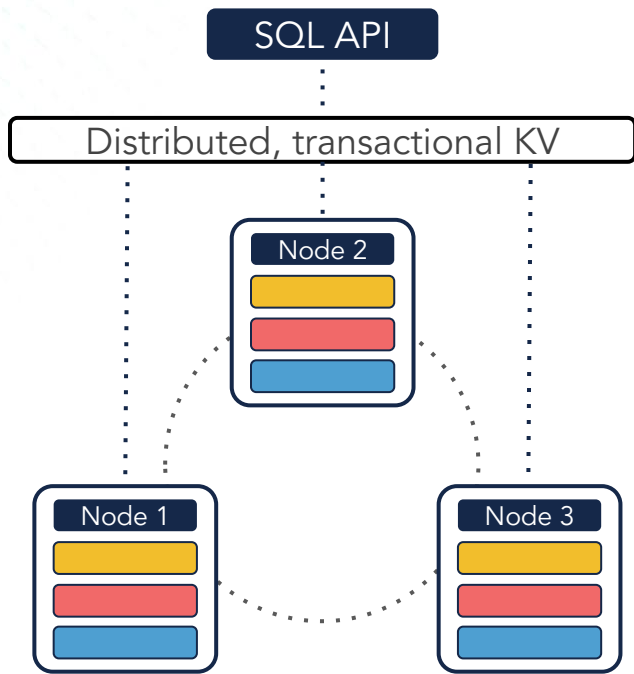 SQL API
Distributed, transactional KV
Node 2
Node 1
Node 3